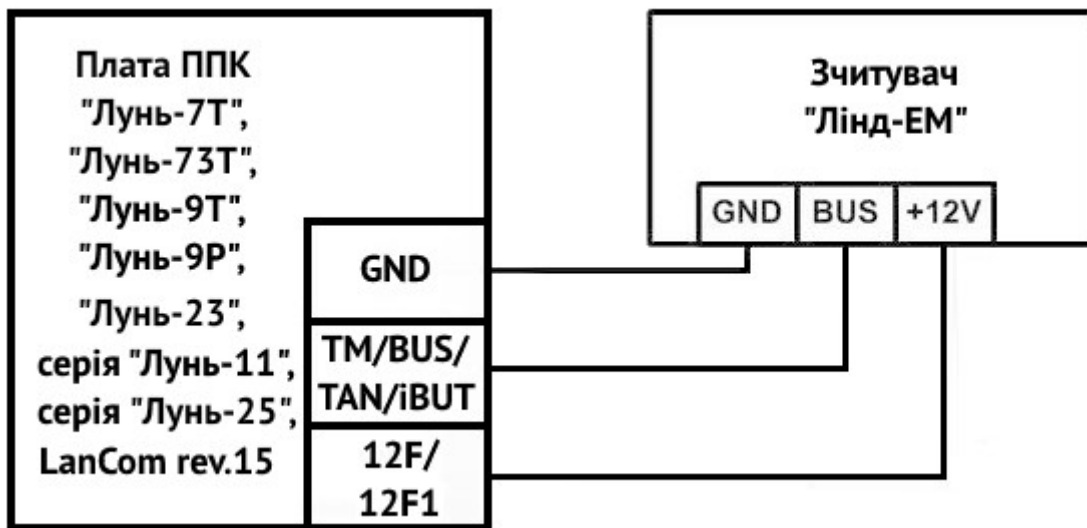 Плата ППК
"Лунь-7Т",
"Лунь-73Т",
"Лунь-9Т",
"Лунь-9Р",
"Лунь-23",
серія "Лунь-11",
серія "Лунь-25",
LanCom rev.15
GND
TM/BUS/
TAN/iBUT
12F/
12F1
Зчитувач
"Лінд-ЕМ"
GND BUS +12V